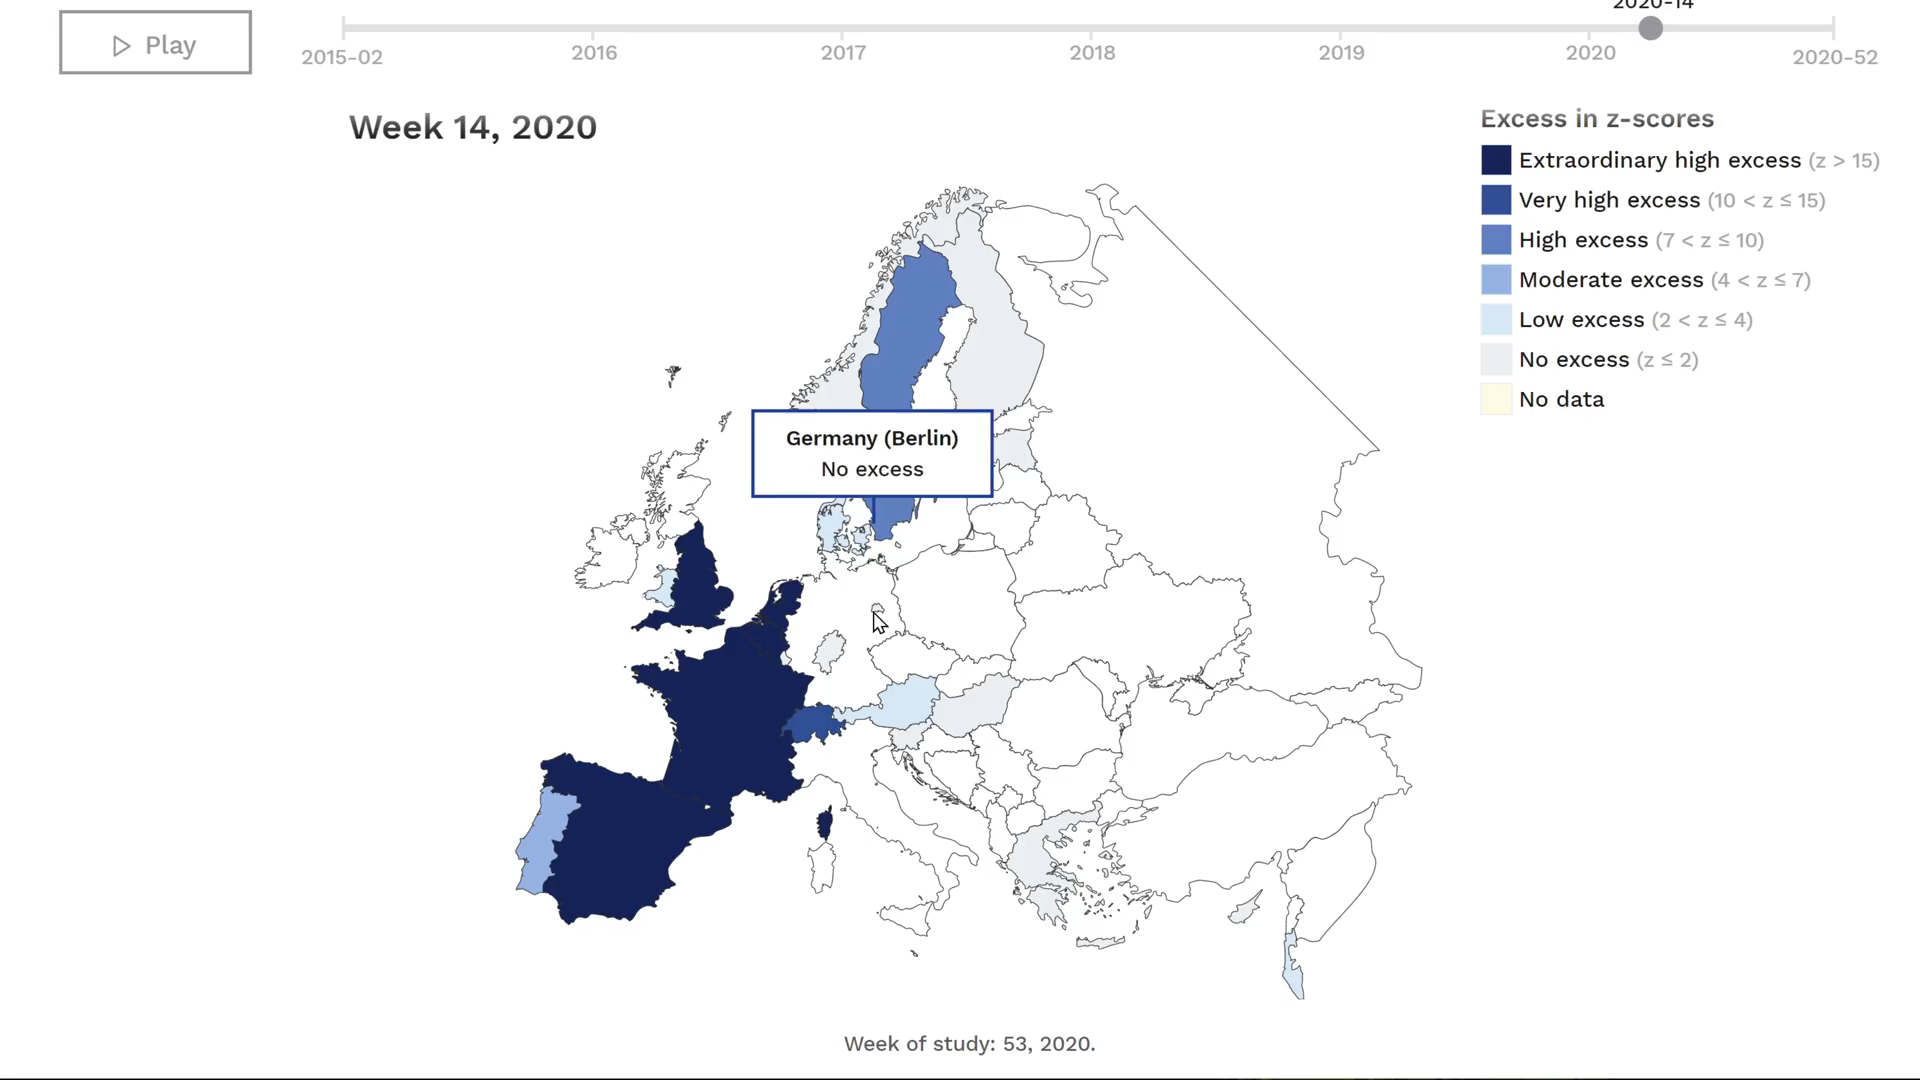 2020-14
Play
2015-02
2016
2017
2018
2019
2020
2020-52
Week 14, 2020
Excess in z-scores
Extraordinary high excess (z > 15)
Very high excess (10 < z ≤ 15)
High excess (7 < z ≤ 10)
Moderate excess (4 < z ≤ 7)
Low excess (2 < z ≤ 4)
No excess (z ≤ 2)
No data
Germany (Berlin)
No excess
Week of study: 53, 2020.